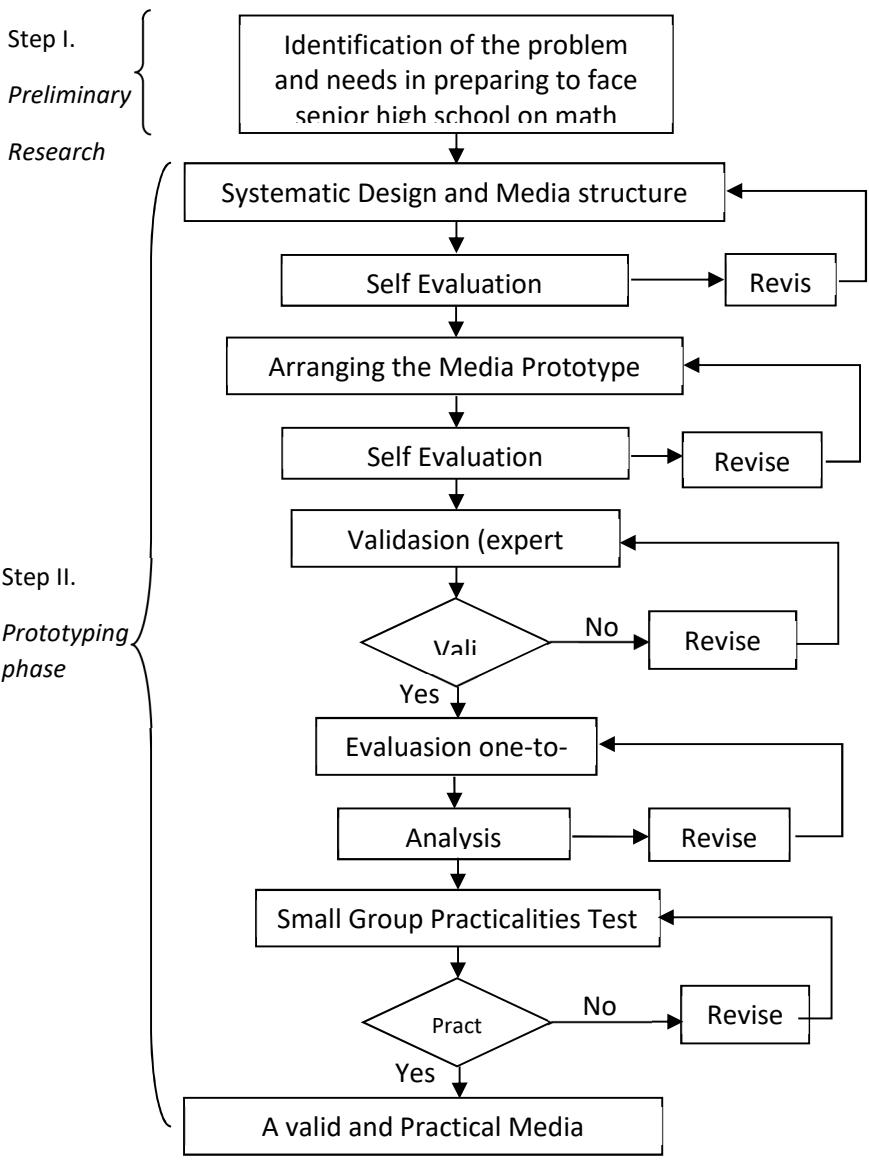 Step I.
Preliminary
Research
Identification of the problem
and needs in preparing to face
senior high school on math
Systematic Design and Media structure
Self Evaluation
Revis
Arranging the Media Prototype
Self Evaluation
Revise
Validasion (expert
Step II.
Prototyping
phase
Vali
No
Revise
Yes
Evaluasion one-to-
Analysis
Revise
Small Group Practicalities Test
Pract
No
Revise
Yes
A valid and Practical Media